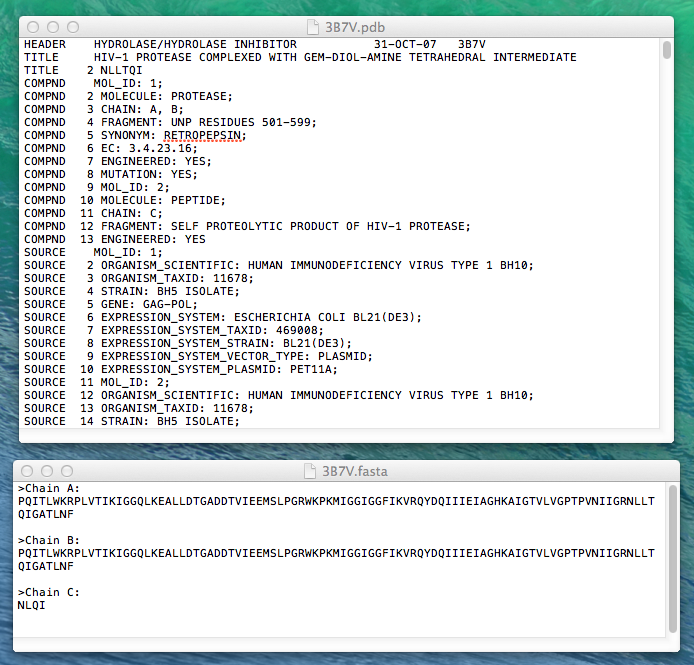 3B7V.pdb
HEADER    HYDROLASE/HYDROLASE INHIBITOR           31-OCT-07   3B7V
TITLE     HIV-1 PROTEASE COMPLEXED WITH GEM-DIOL-AMINE TETRAHEDRAL INTERMEDIATE
TITLE    2 NLLTQI
COMPND    MOL_ID: 1;
COMPND   2 MOLECULE: PROTEASE;
COMPND   3 CHAIN: A, B;
COMPND   4 FRAGMENT: UNP RESIDUES 501-599;
COMPND   5 SYNONYM: RETROPEPSIN;
COMPND   6 EC: 3.4.23.16;
COMPND   7 ENGINEERED: YES;
COMPND   8 MUTATION: YES;
COMPND   9 MOL_ID: 2;
COMPND  10 MOLECULE: PEPTIDE;
COMPND  11 CHAIN: C;
COMPND  12 FRAGMENT: SELF PROTEOLYTIC PRODUCT OF HIV-1 PROTEASE;
COMPND  13 ENGINEERED: YES
SOURCE    MOL_ID: 1;
SOURCE   2 ORGANISM_SCIENTIFIC: HUMAN IMMUNODEFICIENCY VIRUS TYPE 1 BH10;
SOURCE   3 ORGANISM_TAXID: 11678;
SOURCE   4 STRAIN: BH5 ISOLATE;
SOURCE   5 GENE: GAG-POL;
SOURCE   6 EXPRESSION_SYSTEM: ESCHERICHIA COLI BL21(DE3);
SOURCE   7 EXPRESSION_SYSTEM_TAXID: 469008;
SOURCE   8 EXPRESSION_SYSTEM_STRAIN: BL21(DE3);
SOURCE   9 EXPRESSION_SYSTEM_VECTOR_TYPE: PLASMID;
SOURCE  10 EXPRESSION_SYSTEM_PLASMID: PET11A;
SOURCE  11 MOL_ID: 2;
SOURCE  12 ORGANISM_SCIENTIFIC: HUMAN IMMUNODEFICIENCY VIRUS TYPE 1 BH10;
SOURCE  13 ORGANISM_TAXID: 11678;
SOURCE  14 STRAIN: BH5 ISOLATE;
3B7V.fasta
>Chain A:
PQITLWKRPLVTIKIGGQLKEALLDTGADDTVIEEMSLPGRWKPKMIGGIGGFIKVRQYDQIIIEIAGHKAIGTVLVGPTPVNIIGRNLLT
QIGATLNF
>Chain B:
PQITLWKRPLVTIKIGGQLKEALLDTGADDTVIEEMSLPGRWKPKMIGGIGGFIKVRQYDQIIIEIAGHKAIGTVLVGPTPVNIIGRNLLT
QIGATLNF
>Chain C:
NLQI